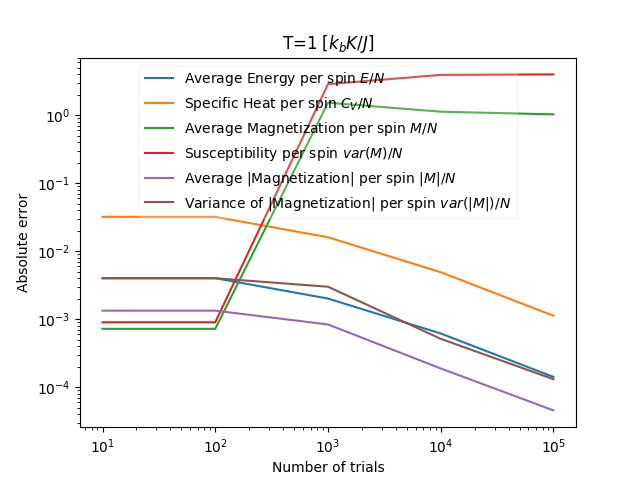 T=1 [k_bK/J]
Average Energy per spin E/N
Specific Heat per spin C_V/N
Average Magnetization per spin M/N
Susceptibility per spin var(M)/N
Average |Magnetization| per spin |M|/N
Variance of |Magnetization| per spin var(|M|)/N
Absolute error
10^0
10^−1
10^−2
10^−3
10^−4
10^1 10^2 10^3 10^4 10^5
Number of trials